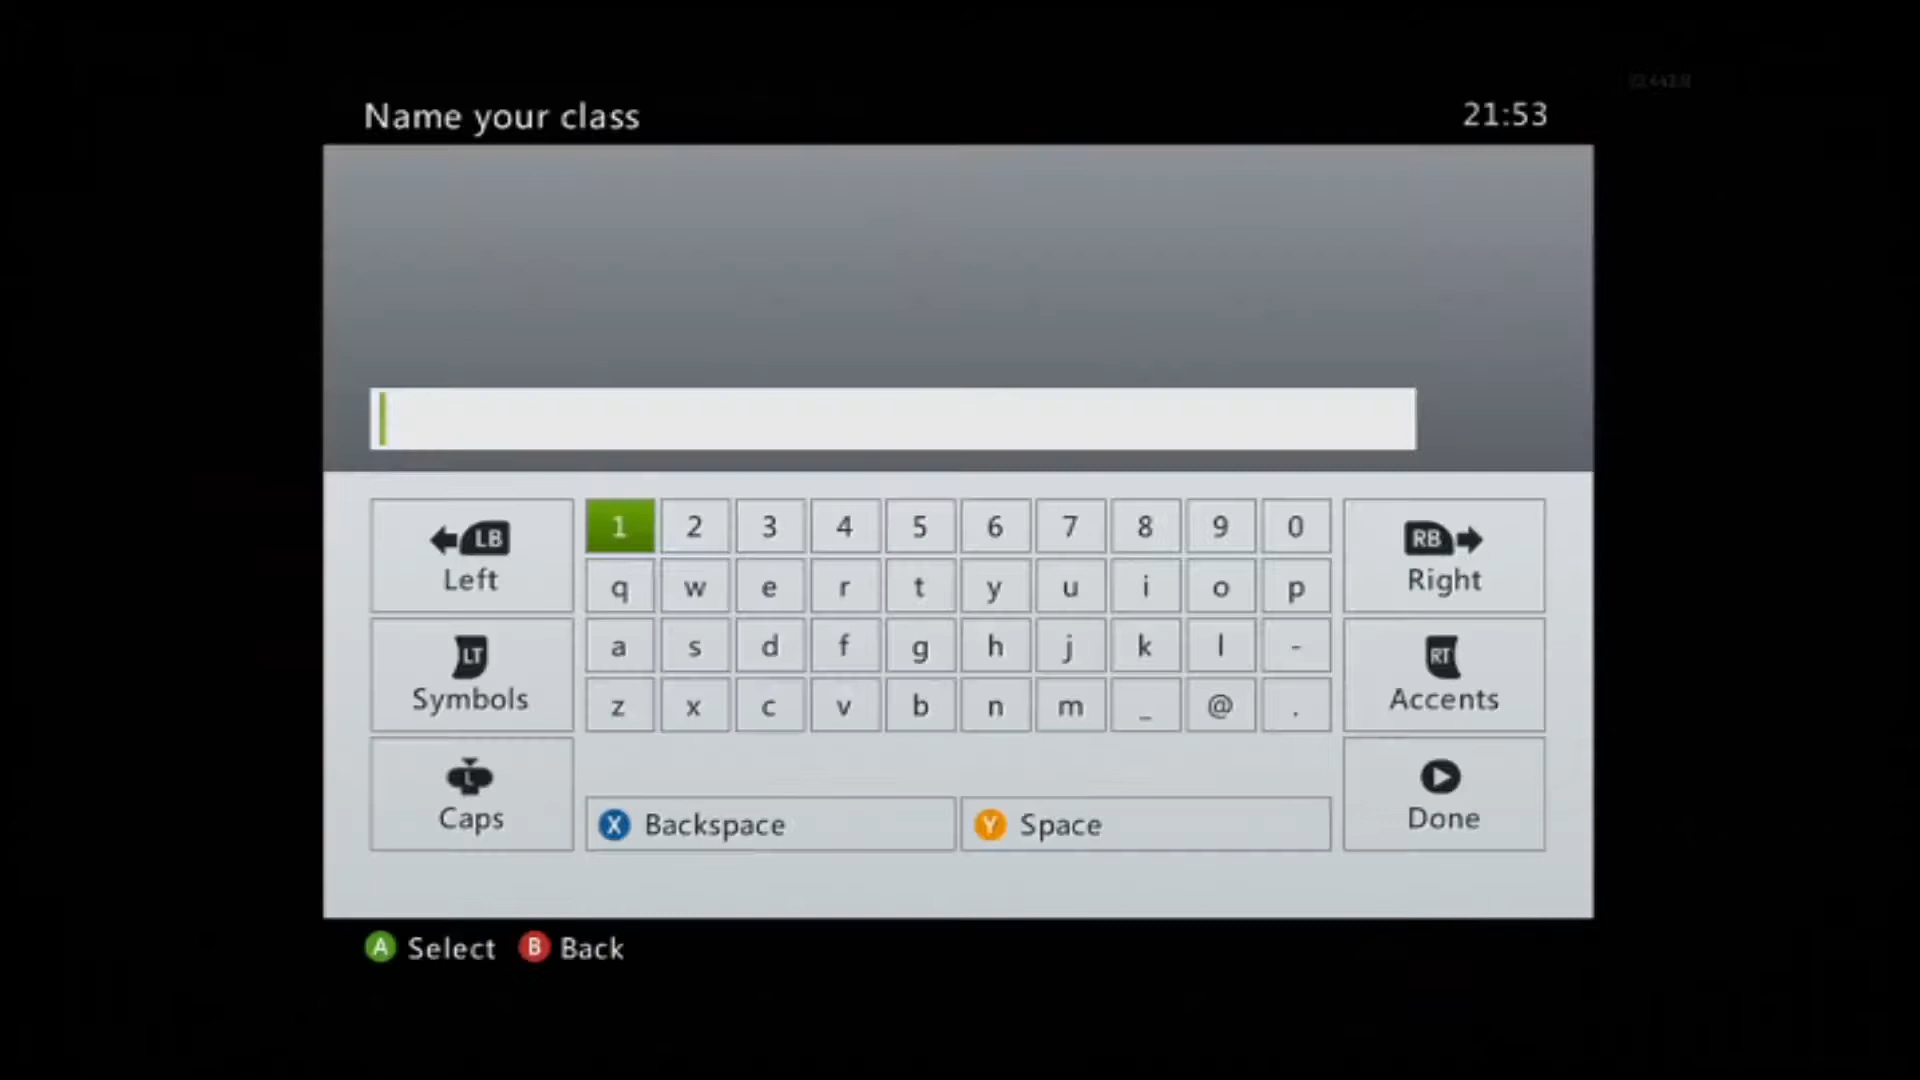 Name your class 21:53
LB 1 2 3 4 5 6 7 8 9 0 RB
Left q w e r t y u i o p Right
LT a s d f g h j k l - RT
Symbols z x c v b n m _ @ . Accents
L
Caps X Backspace Y Space Done
A Select B Back